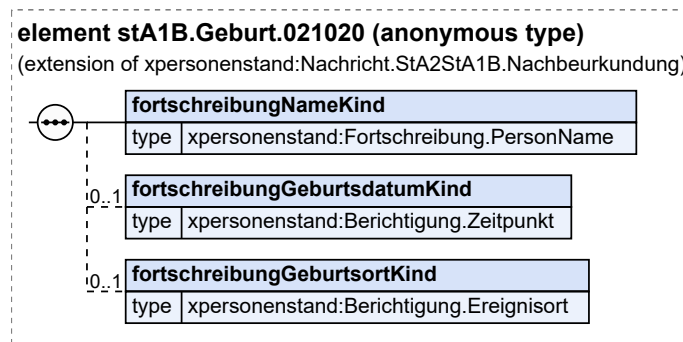 element stA1B.Geburt.021020 (anonymous type)
(extension of xpersonenstand:Nachricht.StA2StA1B.Nachbeurkundung)
fortschreibungNameKind
type xpersonenstand:Fortschreibung.PersonName
0..1 fortschreibungGeburtsdatumKind
type xpersonenstand:Berichtigung.Zeitpunkt
0..1 fortschreibungGeburtsortKind
type xpersonenstand:Berichtigung.Ereignisort